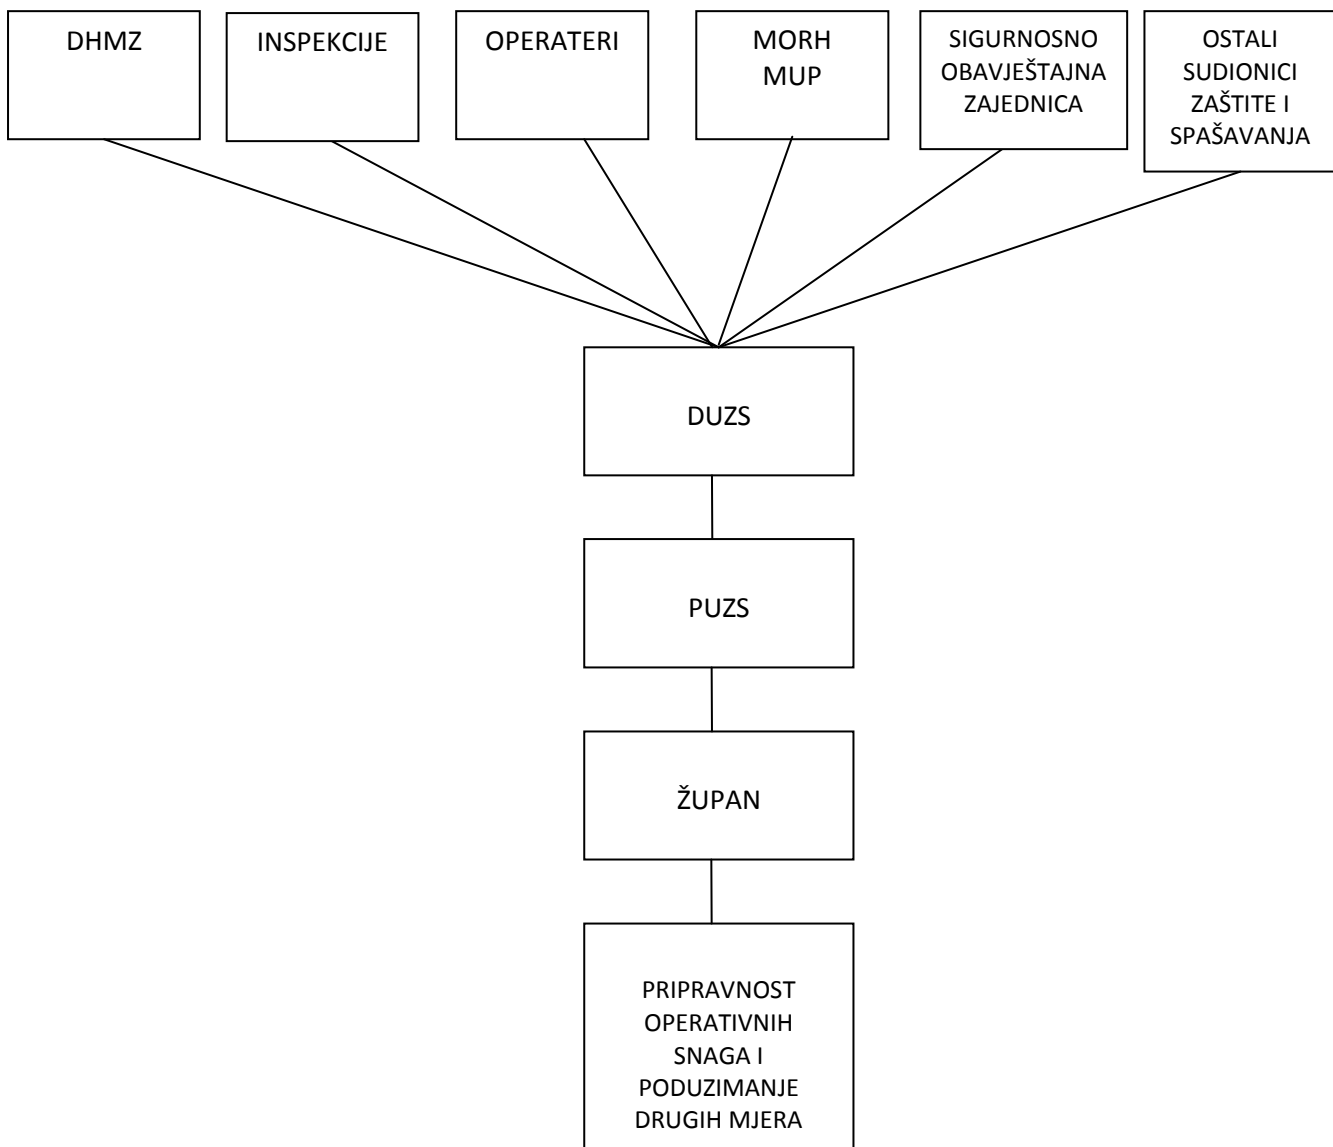 DHMZ
INSPEKCIJE
OPERATERI
MORH
MUP
SIGURNOSNO
OBAVJEŠTAJNA
ZAJEDNICA
OSTALI
SUDIONICI
ZAŠTITE I
SPAŠAVANJA
DUZS
PUZS
ŽUPAN
PRIPRAVNOST
OPERATIVNIH
SNAGA I
PODUZIMANJE
DRUGIH MJERA